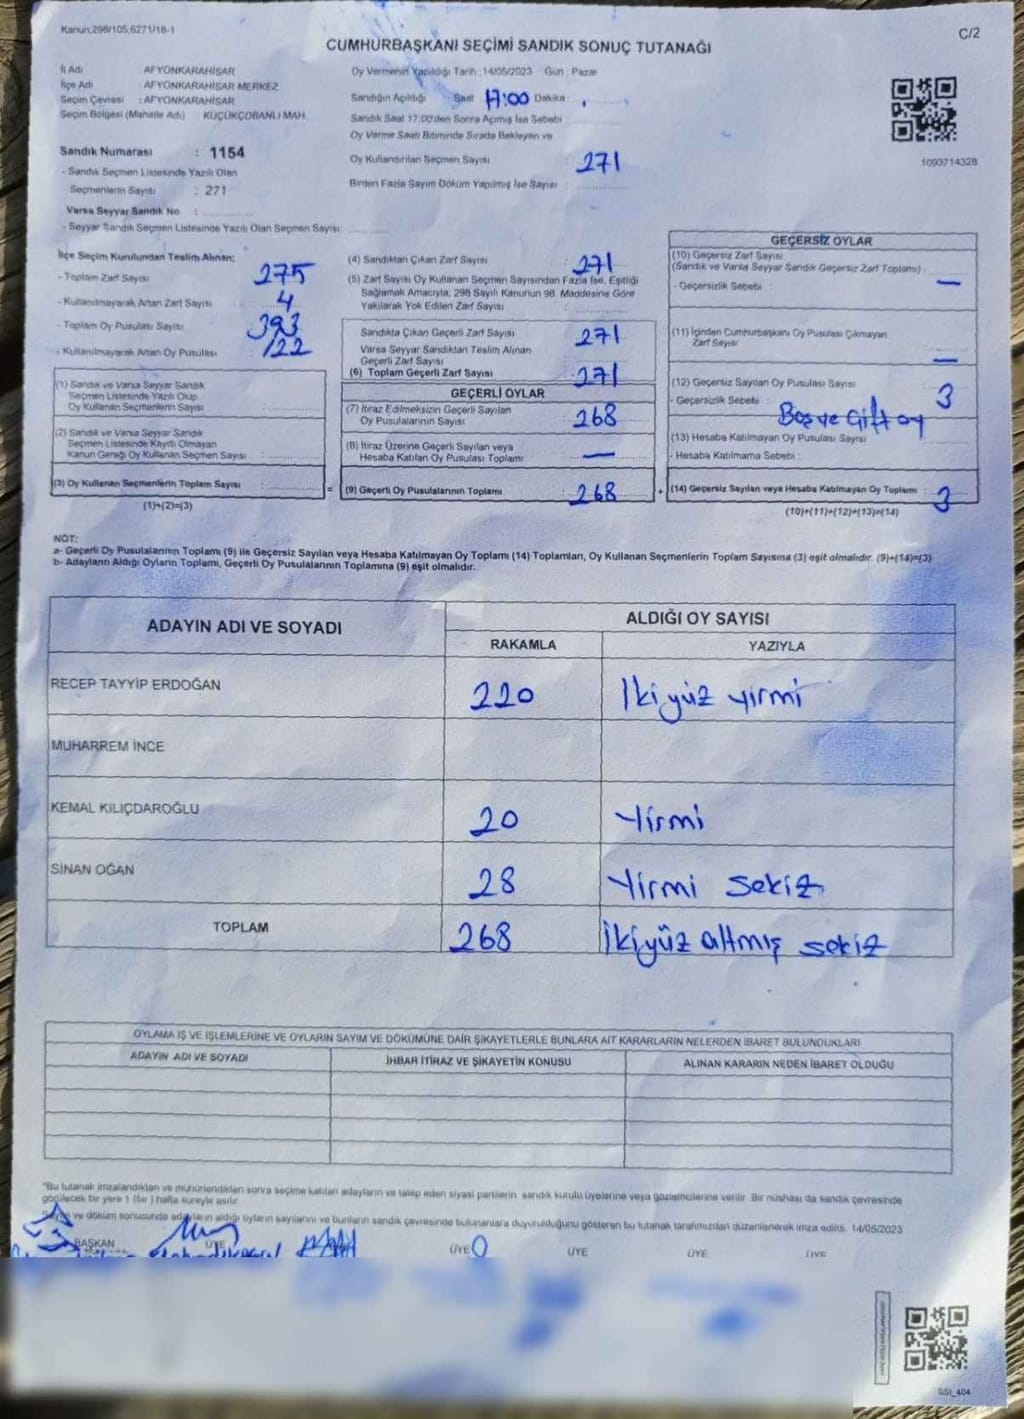 Kanun;298/105,6271/18-1
C/2
CUMHURBAŞKANI SEÇİMİ SANDIK SONUÇ TUTANAĞI
İl Adı : AFYONKARAHİSAR
İlçe Adı : AFYONKARAHİSAR MERKEZ
Seçim Çevresi : AFYONKARAHİSAR
Seçim Bölgesi (Mahalle Adı) : KÜÇÜKÇOBANLI MAH.
Sandık Numarası : 1154
- Sandık Seçmen Listesinde Yazılı Olan
Seçmenlerin Sayısı : 271
Varsa Seyyar Sandık No :
- Seyyar Sandık Seçmen Listesinde Yazılı Olan Seçmen Sayısı:
Oy Vermenin Yapıldığı Tarih :14/05/2023 Gün : Pazar
Sandığın Açıldığı Saat : 17:00 Dakika :
Sandık Saat 17.00'den Sonra Açılmış İse Sebebi
Oy Verme Saati Bitiminde Sırada Bekleyen ve
Oy Kullandırılan Seçmen Sayısı : 271
Birden Fazla Sayım Döküm Yapılmış İse Sayısı :
1093714328
İlçe Seçim Kurulundan Teslim Alınan;
- Toplam Zarf Sayısı : 275
- Kullanılmayarak Artan Zarf Sayısı : 4
- Toplam Oy Pusulası Sayısı : 393
- Kullanılmayarak Artan Oy Pusulası : 122
(1) Sandık ve Varsa Seyyar Sandık
Seçmen Listesinde Yazılı Olup
Oy Kullanan Seçmenlerin Sayısı :
(2) Sandık ve Varsa Seyyar Sandık
Seçmen Listesinde Kayıtlı Olmayan
Kanun Gereği Oy Kullanan Seçmen Sayısı :
(3) Oy Kullanan Seçmenlerin Toplam Sayısı : =
(1)+(2)=(3)
(4) Sandıktan Çıkan Zarf Sayısı : 271
(5) Zarf Sayısı Oy Kullanan Seçmen Sayısından Fazla İse, Eşitliği
Sağlamak Amacıyla, 298 Sayılı Kanunun 98. Maddesine Göre
Yakılarak Yok Edilen Zarf Sayısı :
Sandıkta Çıkan Geçerli Zarf Sayısı : 271
Varsa Seyyar Sandıktan Teslim Alınan
Geçerli Zarf Sayısı :
(6) Toplam Geçerli Zarf Sayısı : 271
GEÇERLİ OYLAR
(7) İtiraz Edilmeksizin Geçerli Sayılan
Oy Pusulalarının Sayısı : 268
(8) İtiraz Üzerine Geçerli Sayılan veya
Hesaba Katılan Oy Pusulası Toplamı : —
(9) Geçerli Oy Pusulalarının Toplamı : 268 +
GEÇERSİZ OYLAR
(10) Geçersiz Zarf Sayısı
(Sandık ve Varsa Seyyar Sandık Geçersiz Zarf Toplamı) :
- Geçersizlik Sebebi : —
(11) İçinden Cumhurbaşkanı Oy Pusulası Çıkmayan
Zarf Sayısı : —
(12) Geçersiz Sayılan Oy Pusulası Sayısı : 3
- Geçersizlik Sebebi : Boş ve Çift oy
(13) Hesaba Katılmayan Oy Pusulası Sayısı :
- Hesaba Katılmama Sebebi :
(14) Geçersiz Sayılan veya Hesaba Katılmayan Oy Toplamı : 3
(10)+(11)+(12)+(13)=(14)
NOT:
a- Geçerli Oy Pusulalarının Toplamı (9) ile Geçersiz Sayılan veya Hesaba Katılmayan Oy Toplamı (14) Toplamları, Oy Kullanan Seçmenlerin Toplam Sayısına (3) eşit olmalıdır. (9)+(14)=(3)
b- Adayların Aldığı Oyların Toplamı, Geçerli Oy Pusulalarının Toplamına (9) eşit olmalıdır.
ADAYIN ADI VE SOYADI
ALDIĞI OY SAYISI
RAKAMLA YAZIYLA
RECEP TAYYİP ERDOĞAN 220 İkiyüz yirmi
MUHARREM İNCE
KEMAL KILIÇDAROĞLU 20 Yirmi
SİNAN OĞAN 28 Yirmi sekiz
TOPLAM 268 İkiyüz altmış sekiz
OYLAMA İŞ VE İŞLEMLERİNE VE OYLARIN SAYIM VE DÖKÜMÜNE DAİR ŞİKAYETLERLE BUNLARA AİT KARARLARIN NELERDEN İBARET BULUNDUKLARI
ADAYIN ADI VE SOYADI İHBAR İTİRAZ VE ŞİKAYETİN KONUSU ALINAN KARARIN NEDEN İBARET OLDUĞU
*Bu tutanak imzalandıktan ve mühürlendikten sonra seçime katılan adayların ve talep eden siyasi partilerin sandık kurulu üyelerine veya gözlemcilerine verilir. Bir nüshası da sandık çevresinde
görülecek bir yere 1 (bir ) hafta süreyle asılır.
Sayım ve döküm sonucunda adayların aldığı oyların sayılarını ve bunların sandık çevresinde bulunanlara duyurulduğunu gösteren bu tutanak tarafımızdan düzenlenerek imza edildi. 14/05/2023
BAŞKAN ÜYE ÜYE ÜYE ÜYE ÜYE
SSI_404